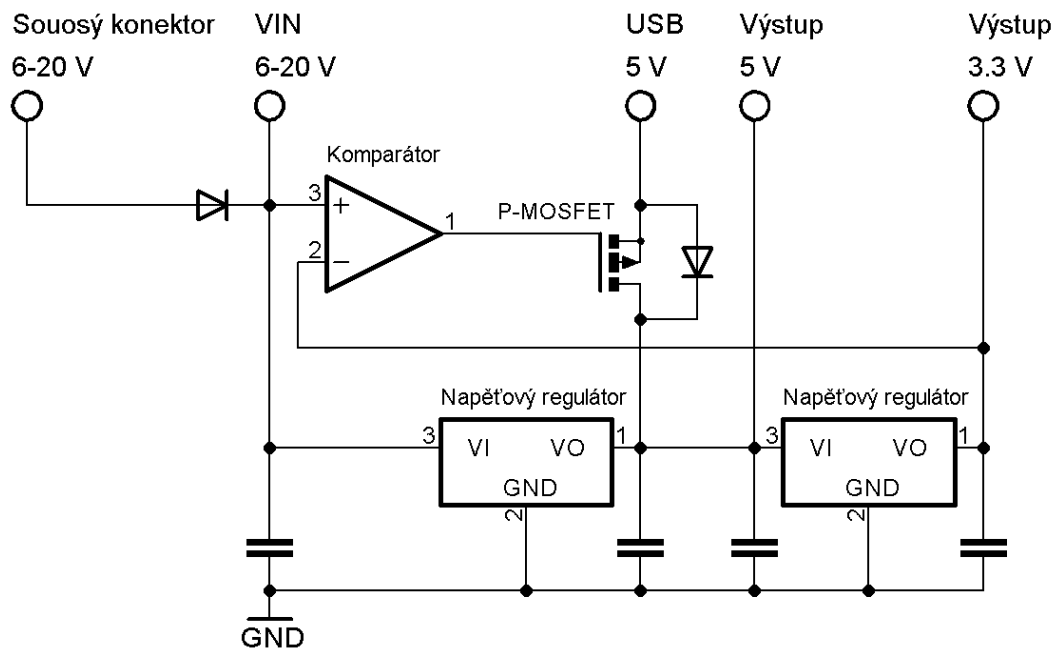 Souosý konektor
6-20 V
VIN
6-20 V
USB
5 V
Výstup
5 V
Výstup
3.3 V
Komparátor
3
+
2
−
1
P-MOSFET
Napěťový regulátor
3
VI
VO
1
GND
2
Napěťový regulátor
3
VI
VO
1
GND
2
GND